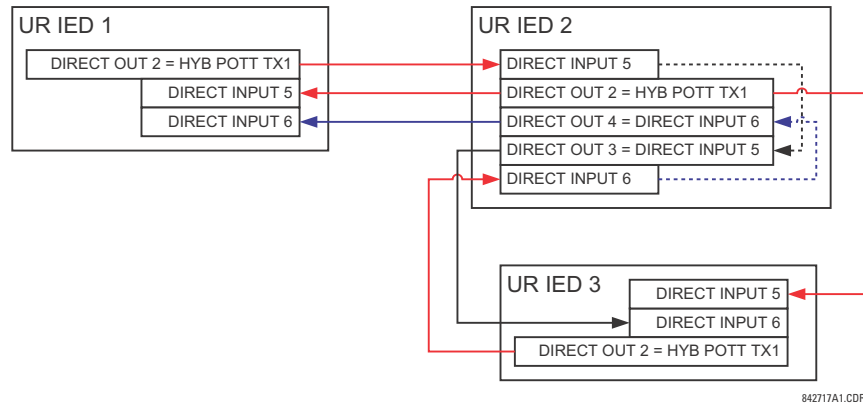 UR IED 1
DIRECT OUT 2 = HYB POTT TX1
DIRECT INPUT 5
DIRECT INPUT 6
UR IED 2
DIRECT INPUT 5
DIRECT OUT 2 = HYB POTT TX1
DIRECT OUT 4 = DIRECT INPUT 6
DIRECT OUT 3 = DIRECT INPUT 5
DIRECT INPUT 6
UR IED 3
DIRECT INPUT 5
DIRECT INPUT 6
DIRECT OUT 2 = HYB POTT TX1
842717A1.CDR